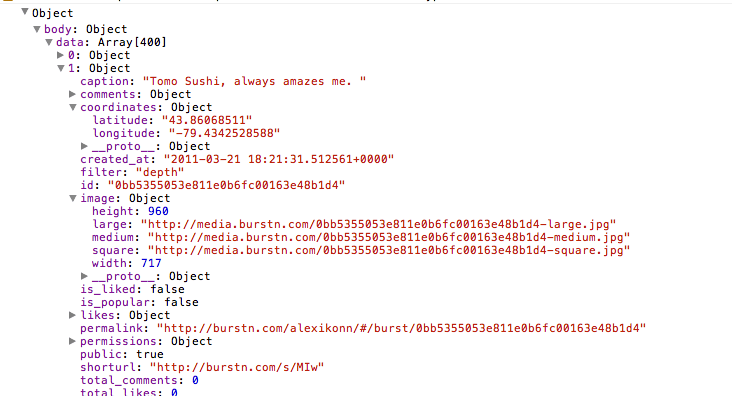 Object
body: Object
data: Array[400]
0: Object
1: Object
caption: "Tomo Sushi, always amazes me. "
comments: Object
coordinates: Object
latitude: "43.86068511"
longitude: "-79.4342528588"
__proto__: Object
created_at: "2011-03-21 18:21:31.512561+0000"
filter: "depth"
id: "0bb5355053e811e0b6fc00163e48b1d4"
image: Object
height: 960
large: "http://media.burstn.com/0bb5355053e811e0b6fc00163e48b1d4-large.jpg"
medium: "http://media.burstn.com/0bb5355053e811e0b6fc00163e48b1d4-medium.jpg"
square: "http://media.burstn.com/0bb5355053e811e0b6fc00163e48b1d4-square.jpg"
width: 717
__proto__: Object
is_liked: false
is_popular: false
likes: Object
permalink: "http://burstn.com/alexikonn/#/burst/0bb5355053e811e0b6fc00163e48b1d4"
permissions: Object
public: true
shorturl: "http://burstn.com/s/MIw"
total_comments: 0
total_likes: 0